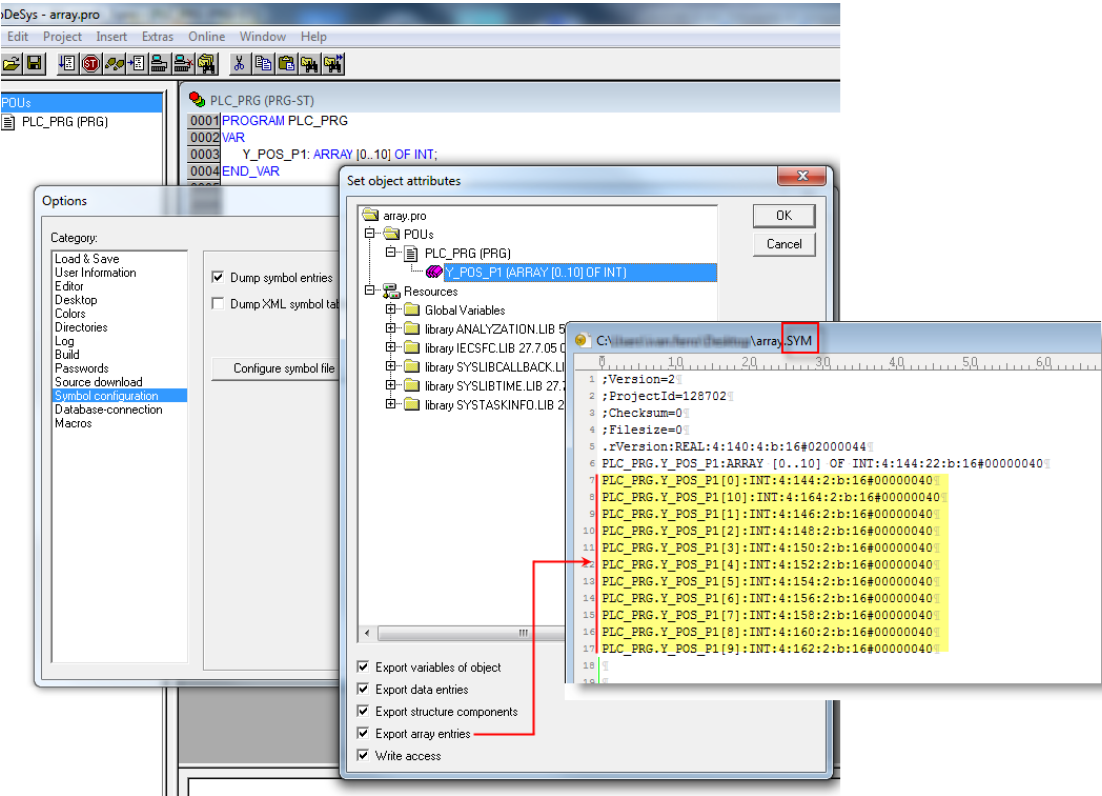 oDeSys - array.pro
Edit Project Insert Extras Online Window Help
POUs
PLC_PRG (PRG)
PLC_PRG (PRG-ST)
0001 PROGRAM PLC_PRG
0002 VAR
0003 Y_POS_P1: ARRAY [0..10] OF INT;
0004 END_VAR
Options
Category:
Load & Save
User Information
Editor
Desktop
Colors
Directories
Log
Build
Passwords
Source download
Symbol configuration
Database-connection
Macros
Dump symbol entries
Dump XML symbol tab
Configure symbol file
Set object attributes
array.pro
POUs
PLC_PRG (PRG)
Y_POS_P1 (ARRAY [0..10] OF INT)
Resources
Global Variables
library ANALYZATION.LIB 5
library IECSFC.LIB 27.7.05 0
library SYSLIBCALLBACK.LI
library SYSLIBTIME.LIB 27.7
library SYSTASKINFO.LIB 2
OK
Cancel
Export variables of object
Export data entries
Export structure components
Export array entries
Write access
C:\ \array.SYM
0 10 20 30 40 50 60
1 ;Version=2
2 ;ProjectId=128702
3 ;Checksum=0
4 ;Filesize=0
5 .rVersion:REAL:4:140:4:b:16#02000044
6 PLC_PRG.Y_POS_P1:ARRAY [0..10] OF INT:4:144:22:b:16#00000040
7 PLC_PRG.Y_POS_P1[0]:INT:4:144:2:b:16#00000040
8 PLC_PRG.Y_POS_P1[10]:INT:4:164:2:b:16#00000040
9 PLC_PRG.Y_POS_P1[1]:INT:4:146:2:b:16#00000040
10 PLC_PRG.Y_POS_P1[2]:INT:4:148:2:b:16#00000040
11 PLC_PRG.Y_POS_P1[3]:INT:4:150:2:b:16#00000040
12 PLC_PRG.Y_POS_P1[4]:INT:4:152:2:b:16#00000040
13 PLC_PRG.Y_POS_P1[5]:INT:4:154:2:b:16#00000040
14 PLC_PRG.Y_POS_P1[6]:INT:4:156:2:b:16#00000040
15 PLC_PRG.Y_POS_P1[7]:INT:4:158:2:b:16#00000040
16 PLC_PRG.Y_POS_P1[8]:INT:4:160:2:b:16#00000040
17 PLC_PRG.Y_POS_P1[9]:INT:4:162:2:b:16#00000040
18